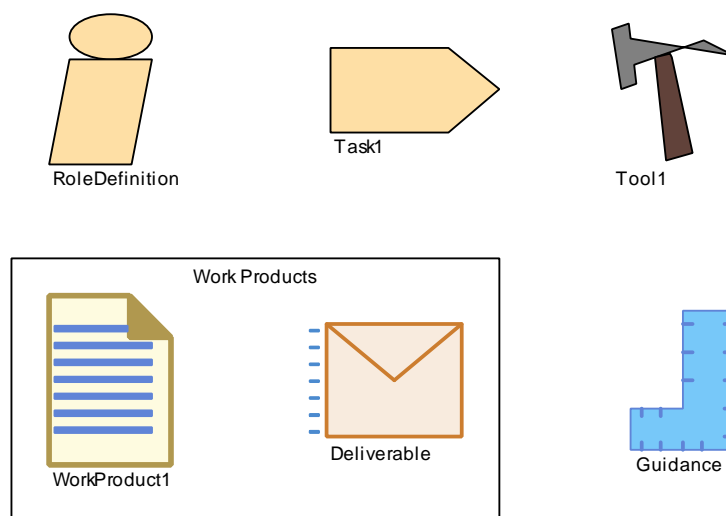 RoleDefinition
Task1
Tool1
Work Products
WorkProduct1
Deliverable
Guidance